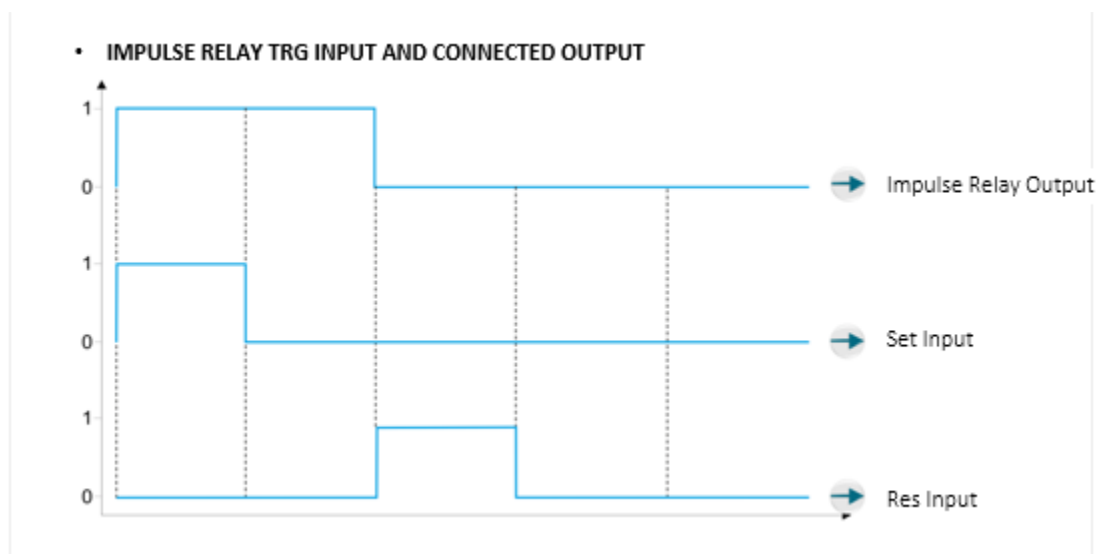 • IMPULSE RELAY TRG INPUT AND CONNECTED OUTPUT
1
0
Impulse Relay Output
1
0
Set Input
1
0
Res Input